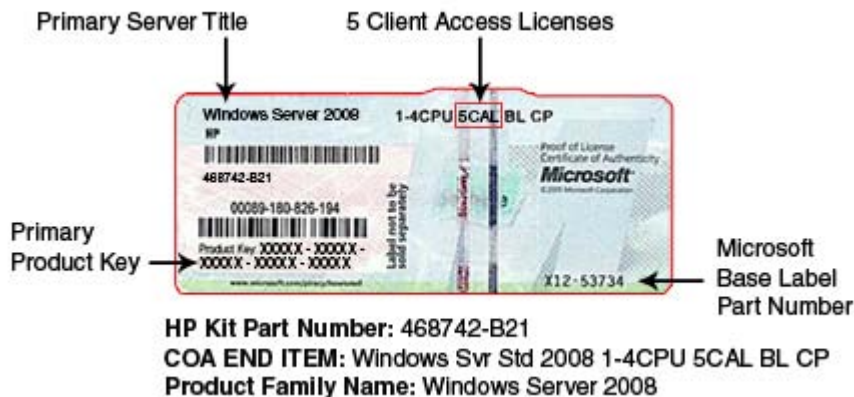 Primary Server Title
5 Client Access Licenses
Windows Server 2008
1-4CPU 5CAL BL CP
HP
468742-B21
00089-180-826-194
Product Key: XXXXX - XXXXX -
XXXXX - XXXXX - XXXXX
Label not to be
sold separately
Proof of License
Certificate of Authenticity
Microsoft
X12-53734
Primary
Product Key
Microsoft
Base Label
Part Number
HP Kit Part Number: 468742-B21
COA END ITEM: Windows Svr Std 2008 1-4CPU 5CAL BL CP
Product Family Name: Windows Server 2008